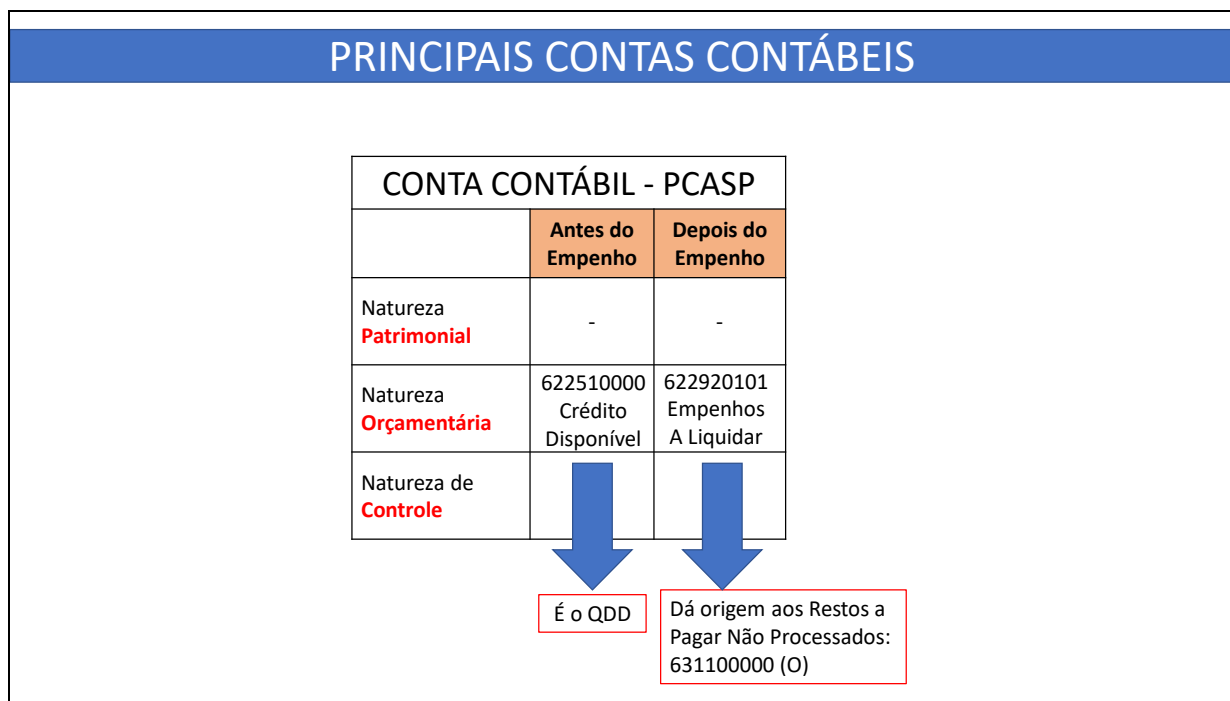 PRINCIPAIS CONTAS CONTÁBEIS
CONTA CONTÁBIL - PCASP
Antes do
Empenho
Depois do
Empenho
Natureza
Patrimonial
-
-
Natureza
Orçamentária
622510000
Crédito
Disponível
622920101
Empenhos
A Liquidar
Natureza de
Controle
É o QDD
Dá origem aos Restos a
Pagar Não Processados:
631100000 (O)